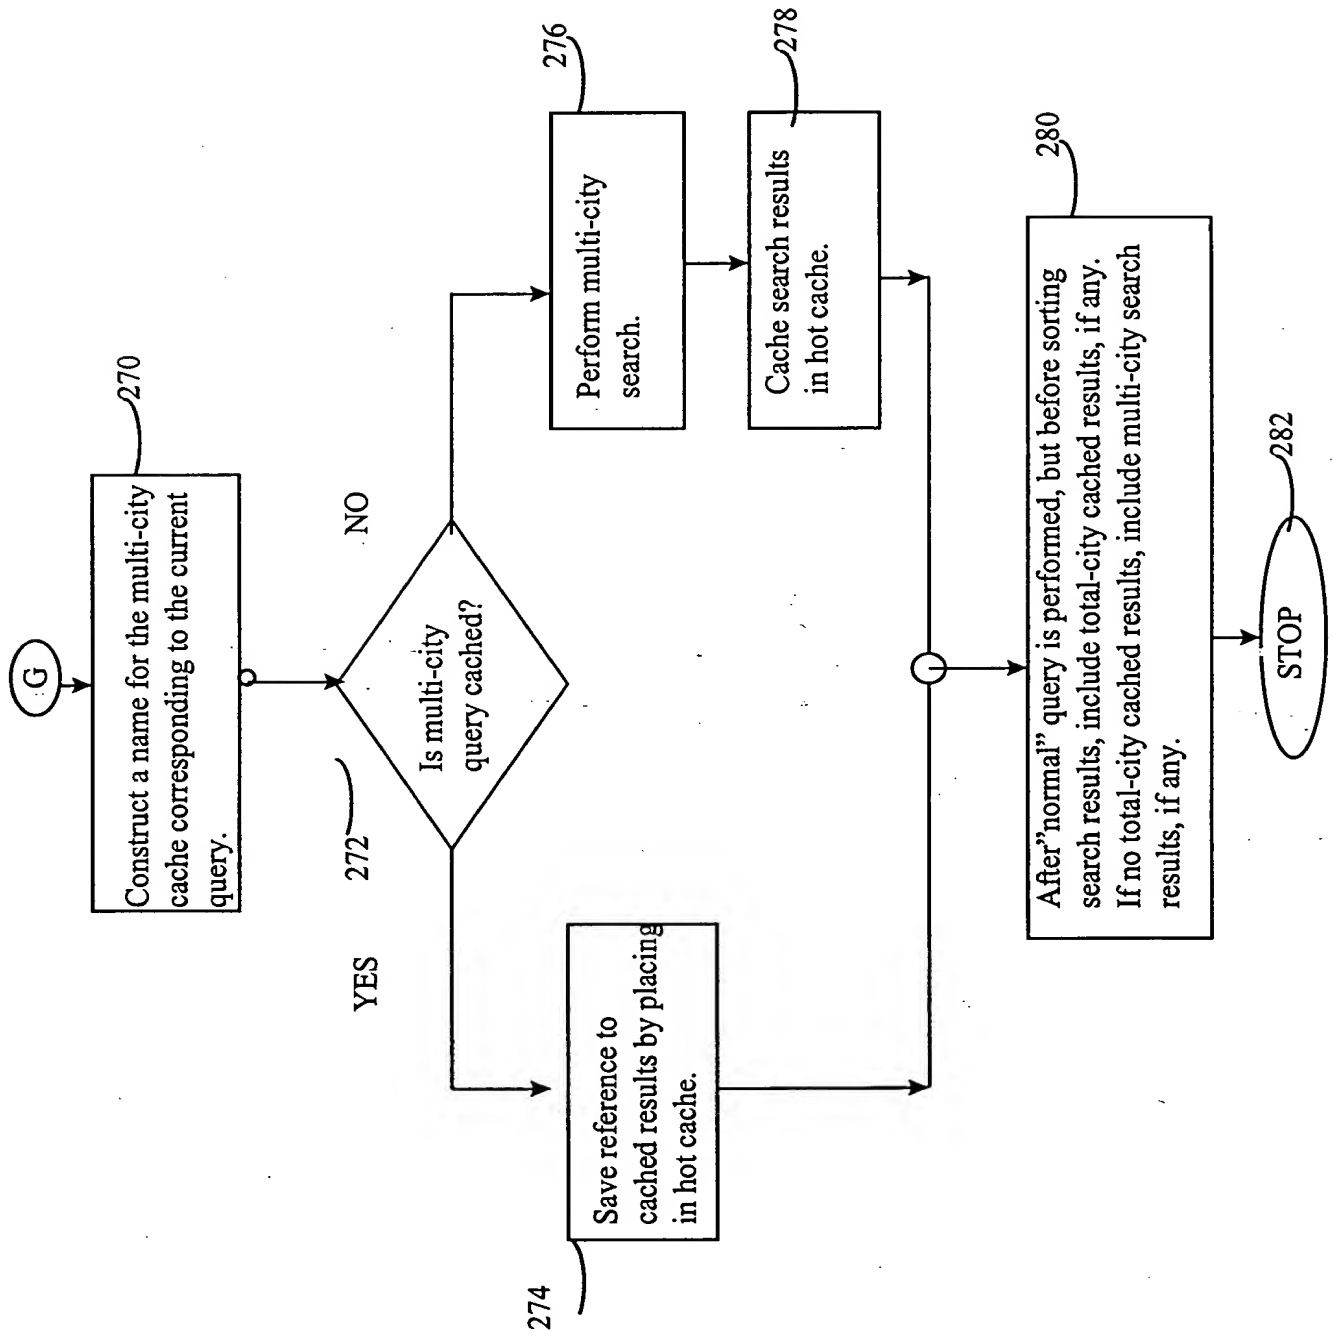 G
270
Construct a name for the multi-city
cache corresponding to the current
query.
272
Is multi-city
query cached?
YES
NO
274
Save reference to
cached results by placing
in hot cache.
276
Perform multi-city
search.
278
Cache search results
in hot cache.
280
After”normal” query is performed, but before sorting
search results, include total-city cached results, if any.
If no total-city cached results, include multi-city search
results, if any.
282
STOP